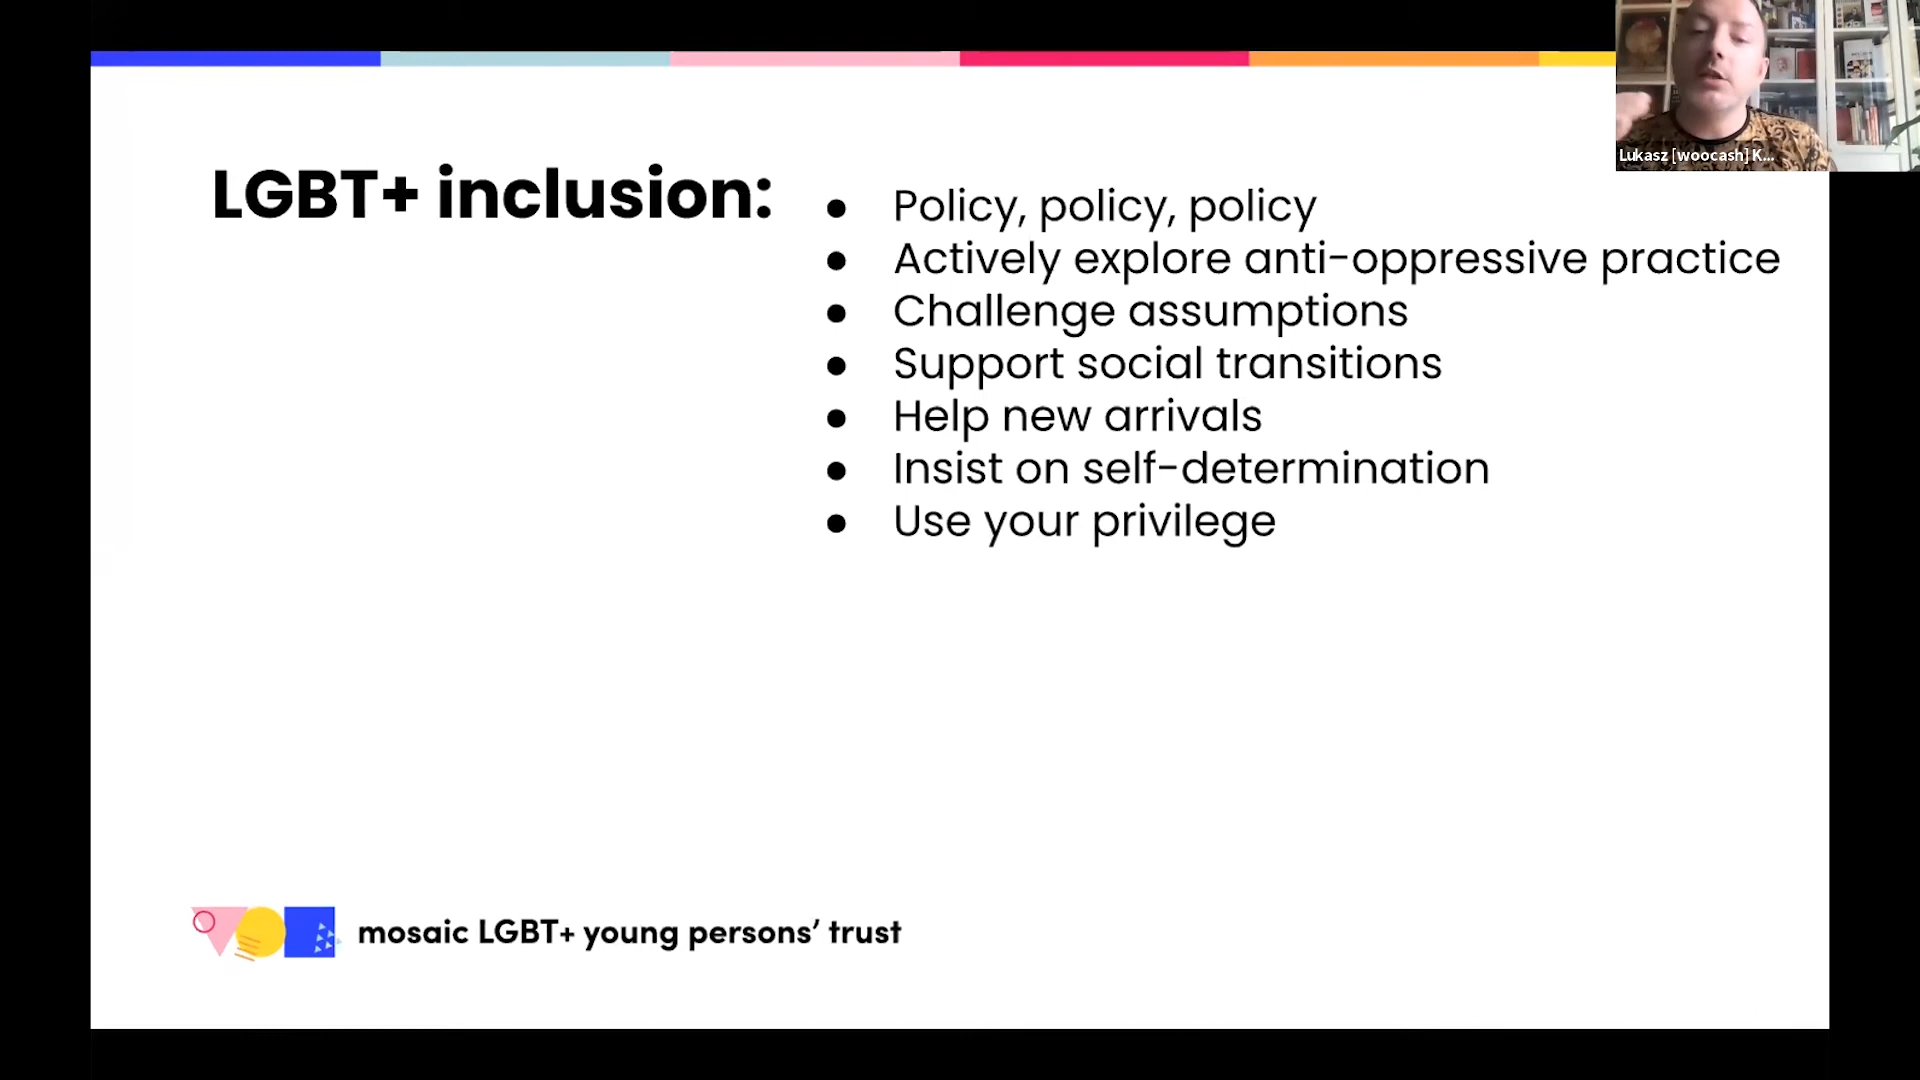 LGBT+ inclusion:
● Policy, policy, policy
● Actively explore anti-oppressive practice
● Challenge assumptions
● Support social transitions
● Help new arrivals
● Insist on self-determination
● Use your privilege
Lukasz [woocash] K...
mosaic LGBT+ young persons’ trust